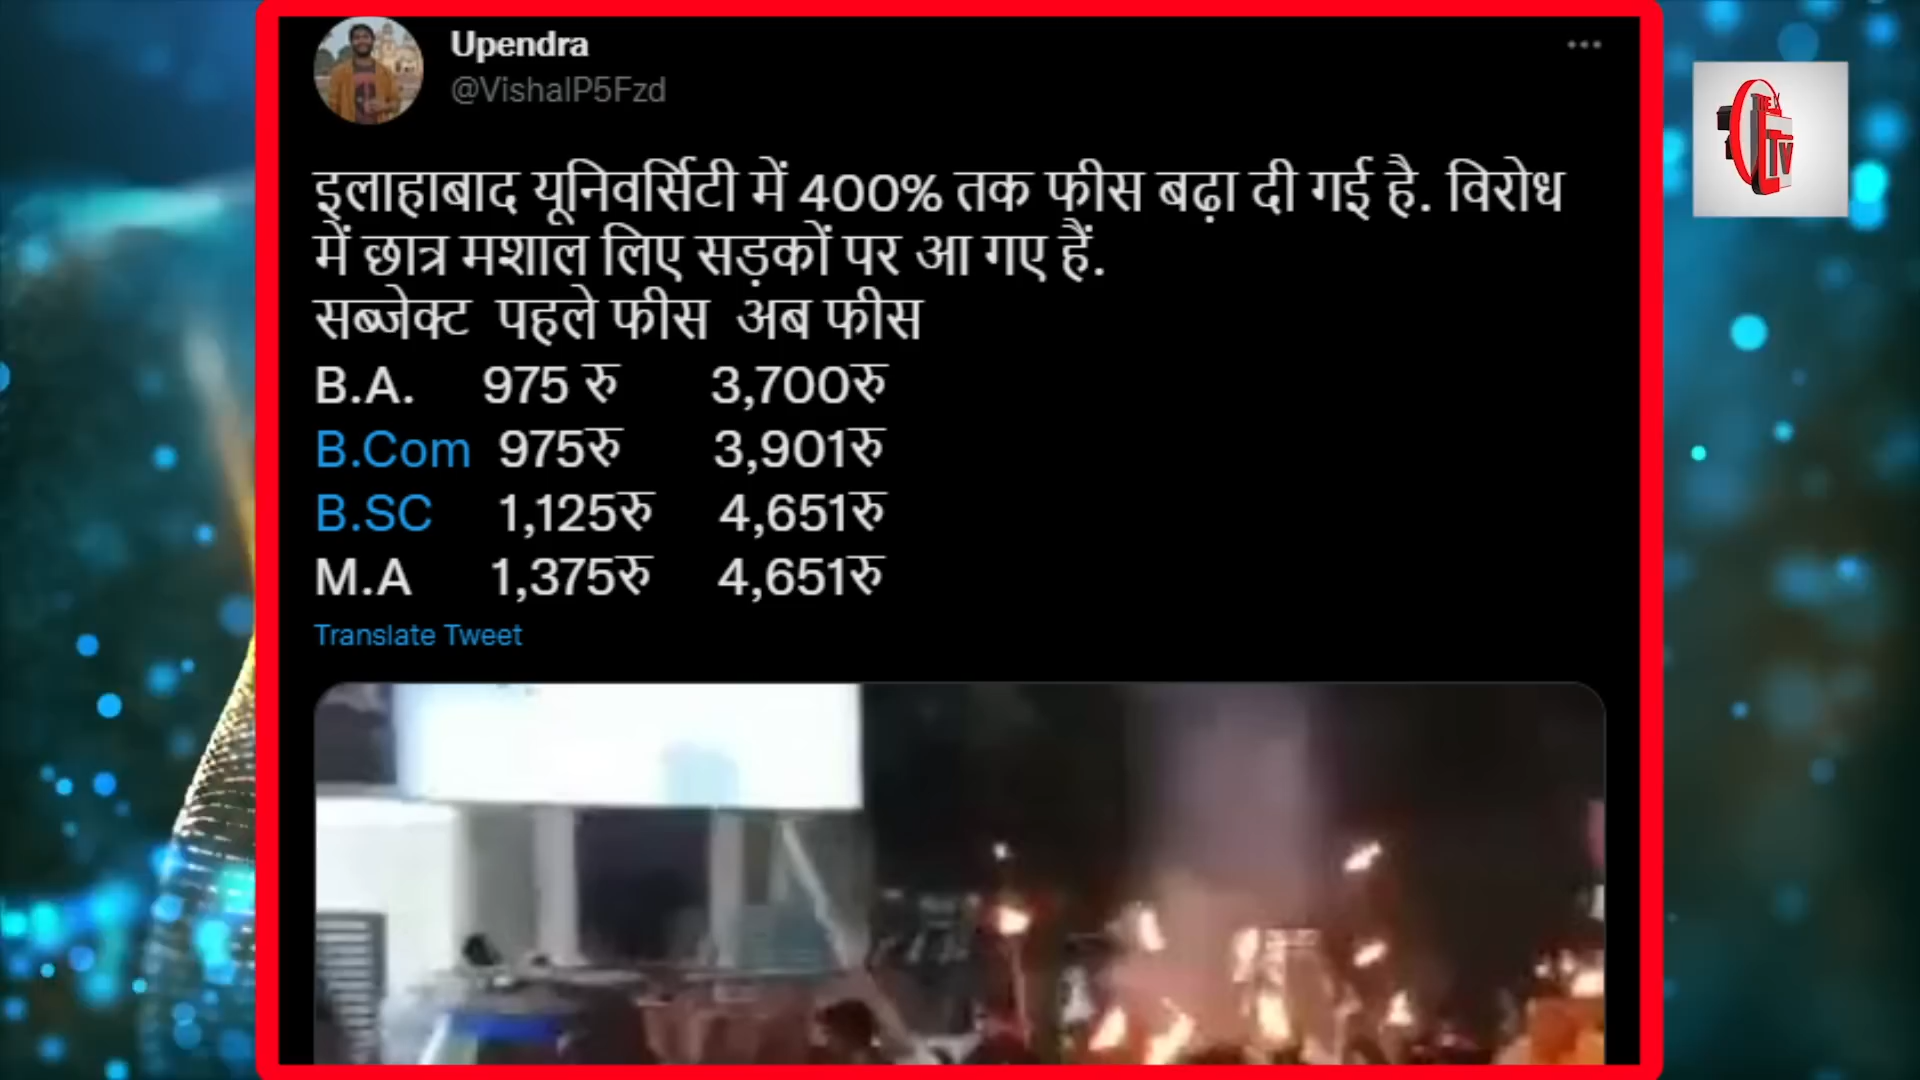 Upendra
@VishalP5Fzd
इलाहाबाद यूनिवर्सिटी में 400% तक फीस बढ़ा दी गई है. विरोध
में छात्र मशाल लिए सड़कों पर आ गए हैं.
सब्जेक्ट पहले फीस अब फीस
B.A. 975 रु 3,700रु
B.Com 975रु 3,901रु
B.SC 1,125रु 4,651रु
M.A 1,375रु 4,651रु
Translate Tweet